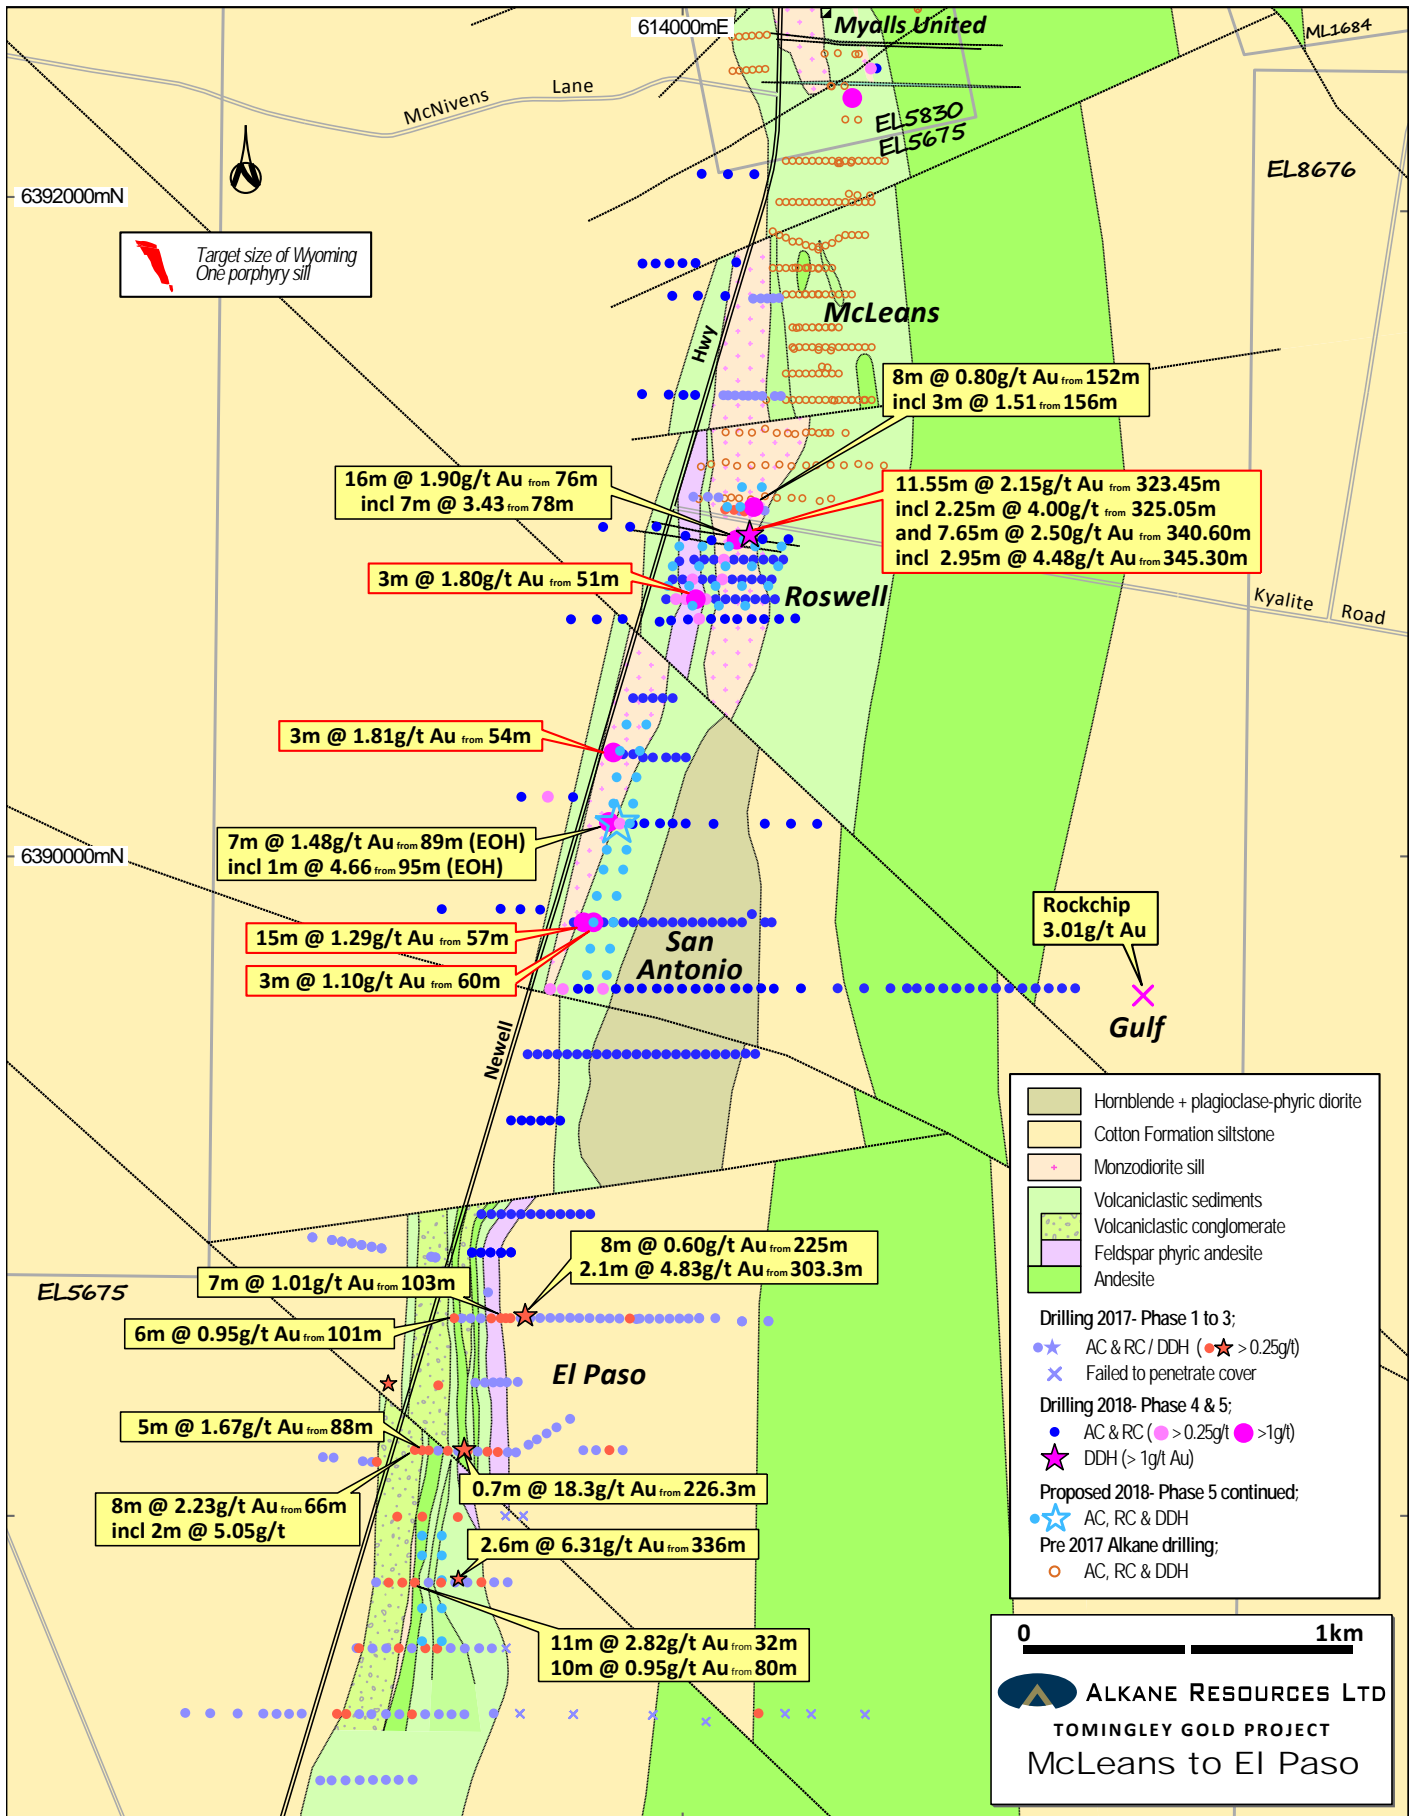 614000mE
Myalls United
ML1684
McNivens
Lane
EL5830
EL5675
EL8676
6392000mN
Target size of Wyoming
One porphyry sill
McLeans
Hwy
8m @ 0.80g/t Au from 152m
incl 3m @ 1.51 from 156m
16m @ 1.90g/t Au from 76m
incl 7m @ 3.43 from 78m
11.55m @ 2.15g/t Au from 323.45m
incl 2.25m @ 4.00g/t from 325.05m
and 7.65m @ 2.50g/t Au from 340.60m
incl 2.95m @ 4.48g/t Au from 345.30m
3m @ 1.80g/t Au from 51m
Roswell
Kyalite
Road
3m @ 1.81g/t Au from 54m
7m @ 1.48g/t Au from 89m (EOH)
incl 1m @ 4.66 from 95m (EOH)
6390000mN
Rockchip
3.01g/t Au
15m @ 1.29g/t Au from 57m
San
Antonio
3m @ 1.10g/t Au from 60m
Gulf
Newell
Hornblende + plagioclase-phyric diorite
Cotton Formation siltstone
Monzodiorite sill
Volcaniclastic sediments
Volcaniclastic conglomerate
Feldspar phyric andesite
Andesite
8m @ 0.60g/t Au from 225m
2.1m @ 4.83g/t Au from 303.3m
7m @ 1.01g/t Au from 103m
EL5675
6m @ 0.95g/t Au from 101m
Drilling 2017- Phase 1 to 3;
AC & RC / DDH ( > 0.25g/t)
Failed to penetrate cover
El Paso
5m @ 1.67g/t Au from 88m
Drilling 2018- Phase 4 & 5;
AC & RC ( > 0.25g/t >1g/t)
DDH (> 1g/t Au)
0.7m @ 18.3g/t Au from 226.3m
8m @ 2.23g/t Au from 66m
incl 2m @ 5.05g/t
Proposed 2018- Phase 5 continued;
AC, RC & DDH
Pre 2017 Alkane drilling;
AC, RC & DDH
2.6m @ 6.31g/t Au from 336m
11m @ 2.82g/t Au from 32m
10m @ 0.95g/t Au from 80m
0 1km
ALKANE RESOURCES LTD
TOMINGLEY GOLD PROJECT
McLeans to El Paso